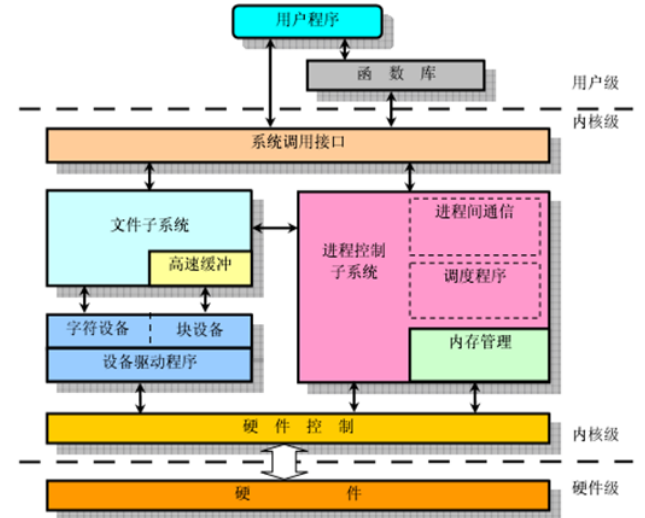 用户程序
函 数 库
用户级
内核级
系统调用接口
文件子系统
高速缓冲
进程控制
子系统
进程间通信
调度程序
内存管理
字符设备
块设备
设备驱动程序
硬 件 控 制
内核级
硬 件
硬件级